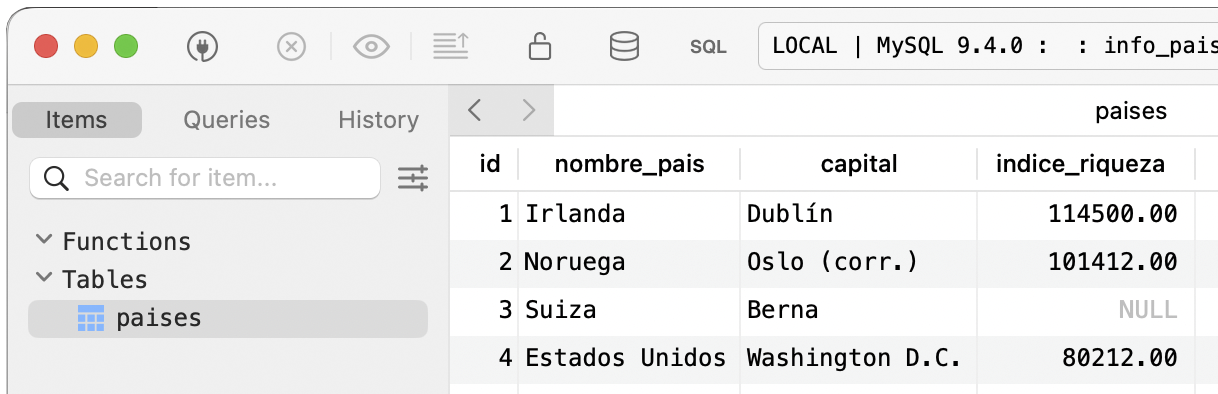 SQL
LOCAL | MySQL 9.4.0 : : info_pais
Items Queries History
Search for item...
Functions
Tables
paises
paises
id nombre_pais capital indice_riqueza
1 Irlanda Dublín 114500.00
2 Noruega Oslo (corr.) 101412.00
3 Suiza Berna NULL
4 Estados Unidos Washington D.C. 80212.00